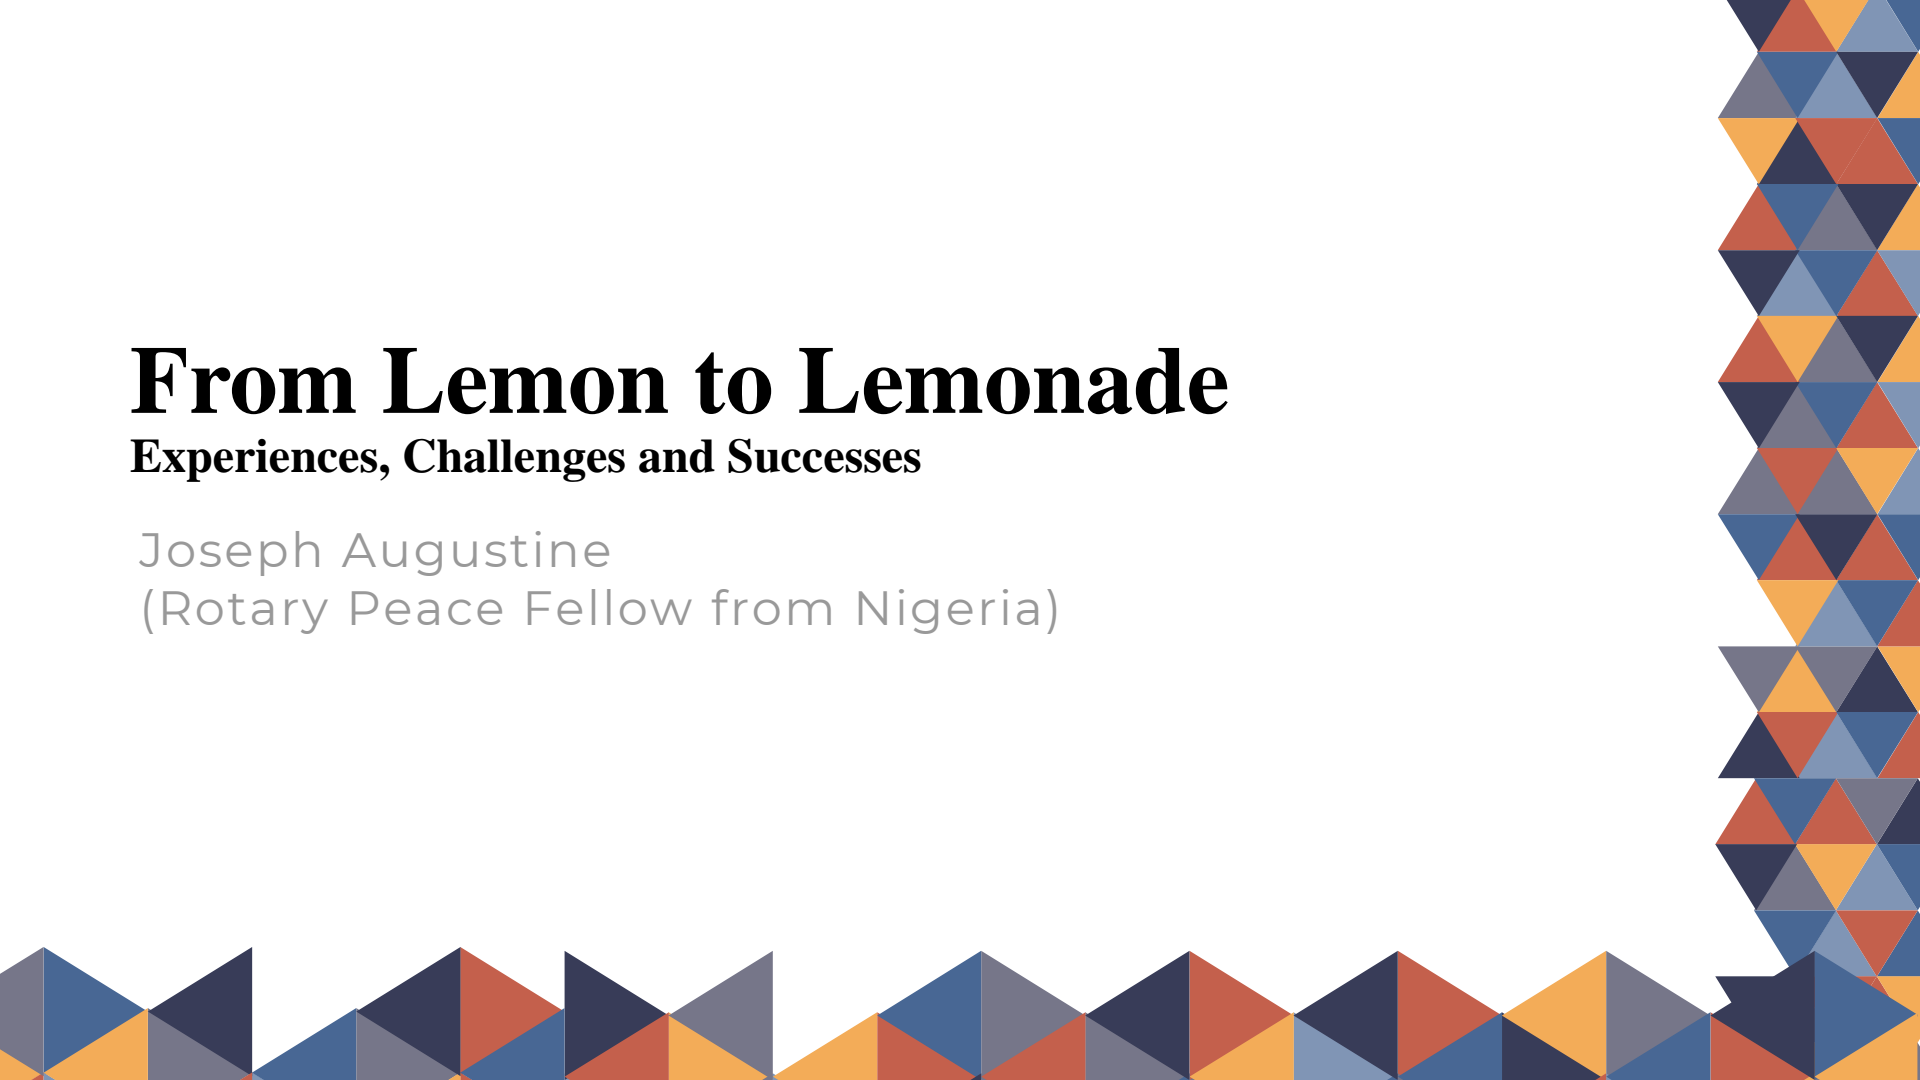 From Lemon to Lemonade
Experiences, Challenges and Successes
Joseph Augustine
(Rotary Peace Fellow from Nigeria)